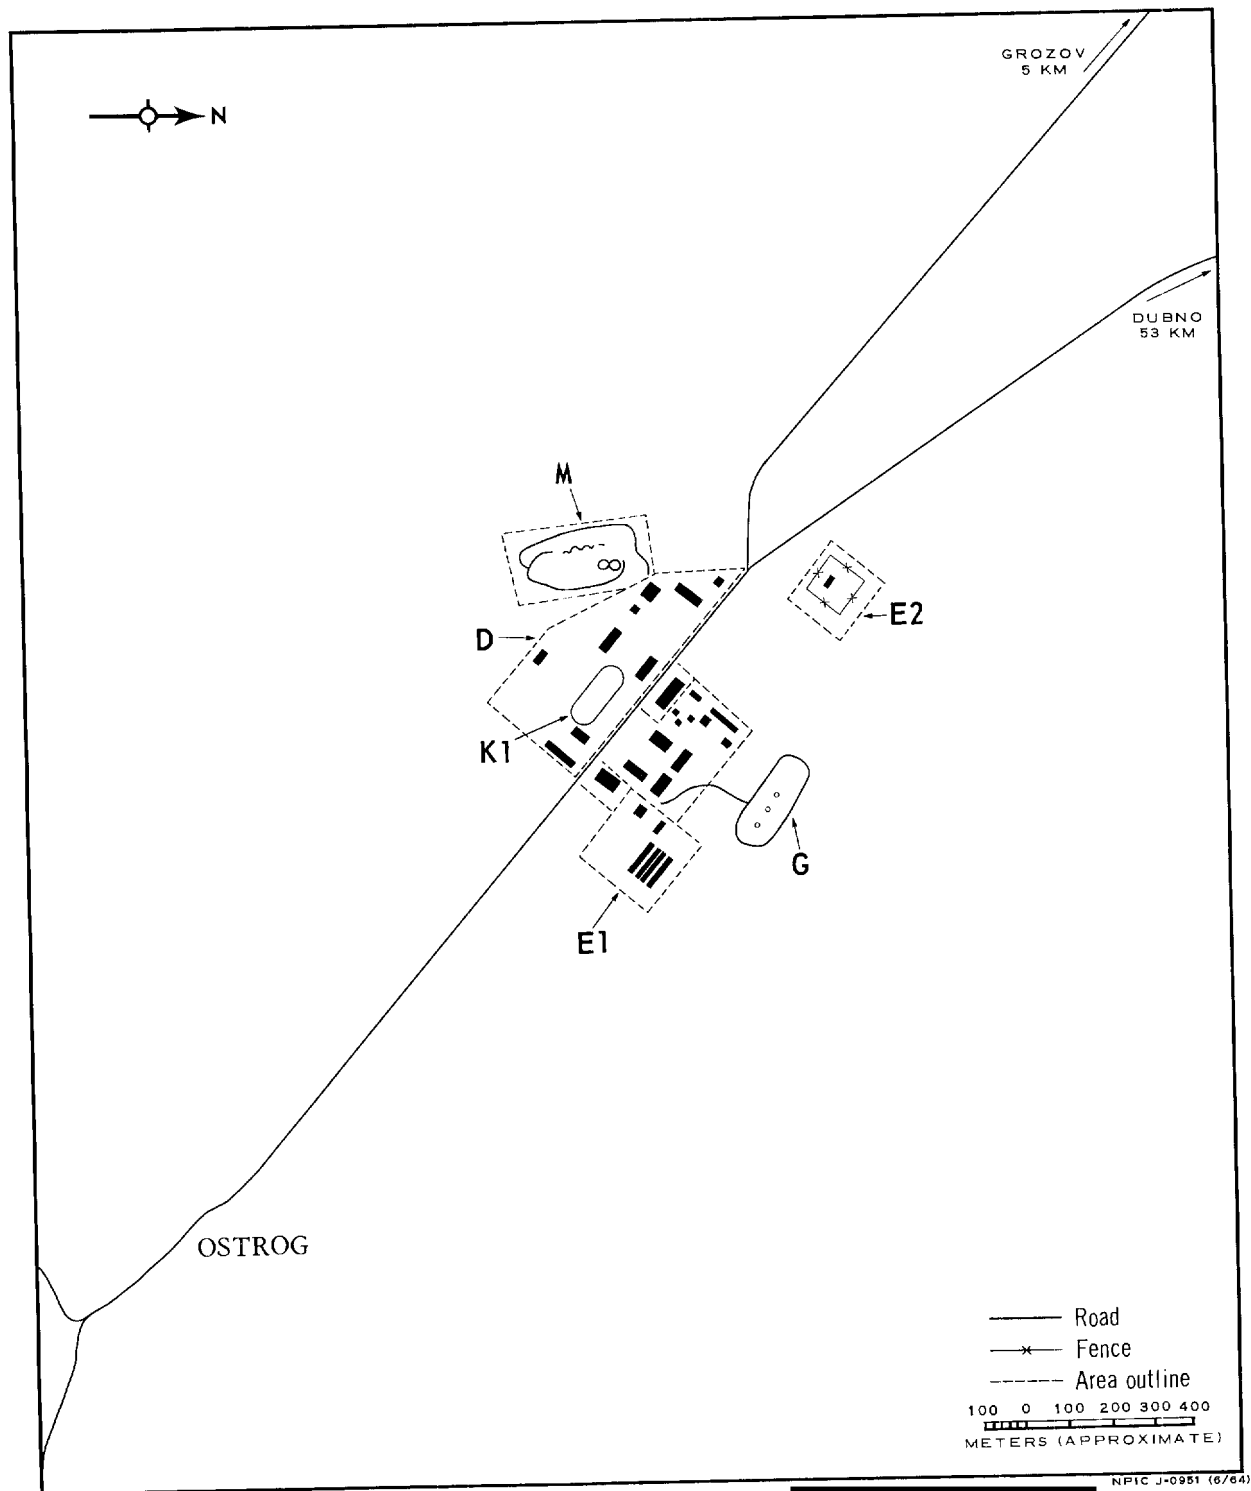 GROZOV
5 KM
N
DUBNO
53 KM
M
E2
D
K1
G
E1
OSTROG
Road
Fence
Area outline
100 0 100 200 300 400
METERS (APPROXIMATE)
NPIC J-0951 (6/64)